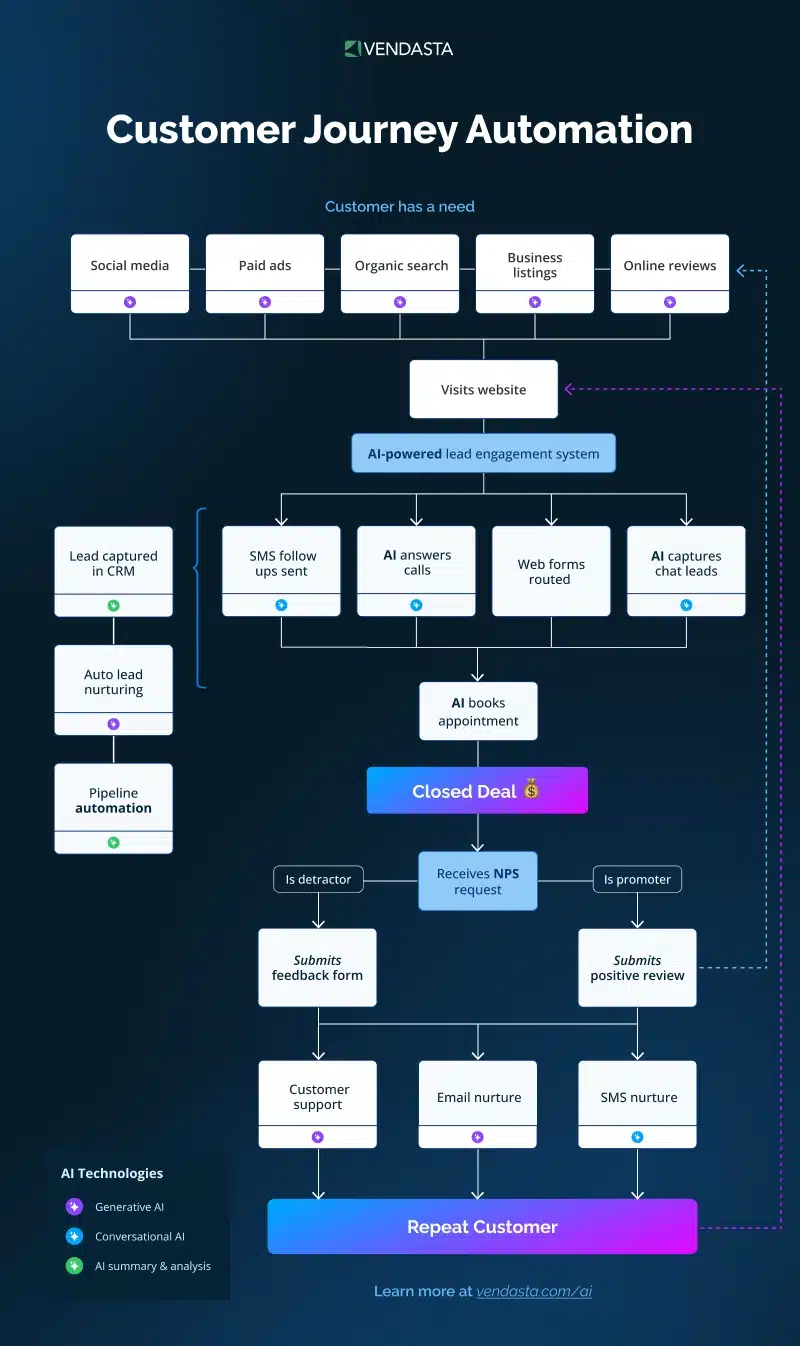 VENDASTA
Customer Journey Automation
Customer has a need
Social media
Paid ads
Organic search
Business
listings
Online reviews
Visits website
AI-powered lead engagement system
Lead captured
in CRM
Auto lead
nurturing
Pipeline
automation
SMS follow
ups sent
AI answers
calls
Web forms
routed
AI captures
chat leads
AI books
appointment
Closed Deal 💰
Is detractor
Receives NPS
request
Is promoter
Submits
feedback form
Submits
positive review
Customer
support
Email nurture
SMS nurture
Repeat Customer
AI Technologies
Generative AI
Conversational AI
AI summary & analysis
Learn more at vendasta.com/ai